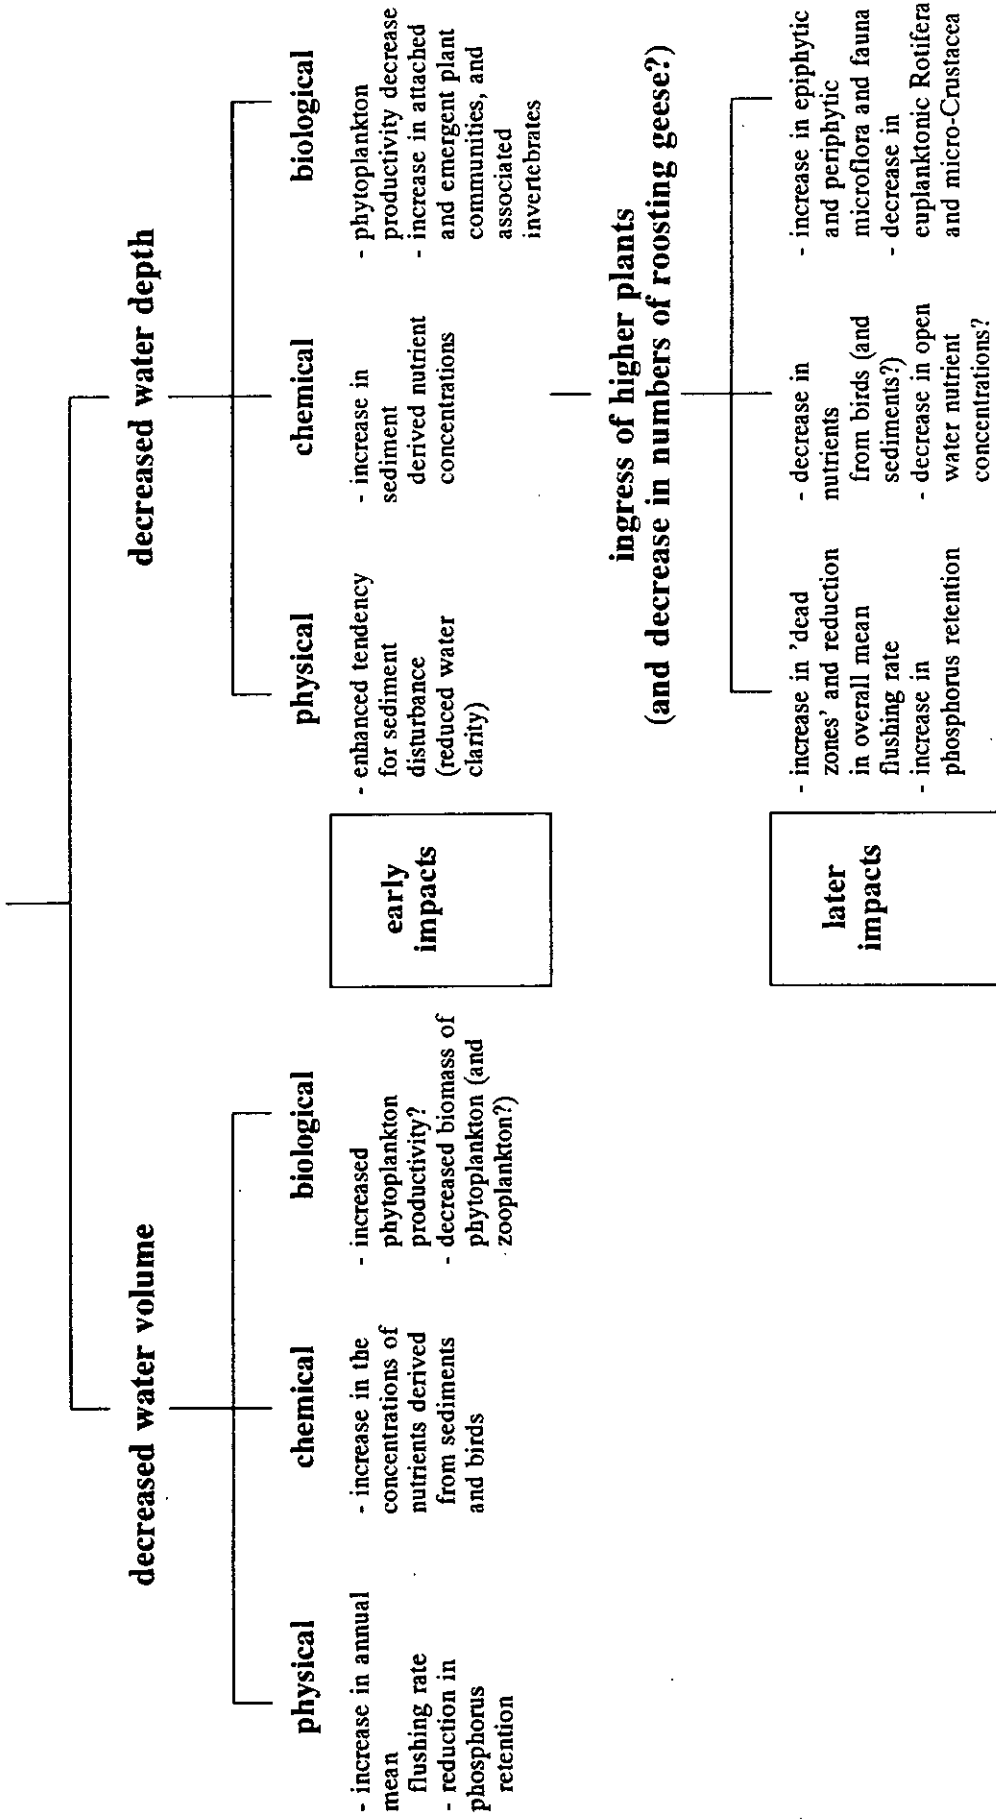 decreased water volume
physical
- increase in annual
mean
flushing rate
- reduction in
phosphorus
retention
chemical
- increase in the
concentrations of
nutrients derived
from sediments
and birds
biological
- increased
phytoplankton
productivity?
- decreased biomass of
phytoplankton (and
zooplankton?)
decreased water depth
early
impacts
physical
- enhanced tendency
for sediment
disturbance
(reduced water
clarity)
chemical
- increase in
sediment
derived nutrient
concentrations
biological
- phytoplankton
productivity decrease
- increase in attached
and emergent plant
communities, and
associated
invertebrates
ingress of higher plants
(and decrease in numbers of roosting geese?)
later
impacts
- increase in 'dead
zones' and reduction
in overall mean
flushing rate
- increase in
phosphorus retention
- decrease in
nutrients
from birds (and
sediments?)
- decrease in open
water nutrient
concentrations?
- increase in epiphytic
and periphytic
microflora and fauna
- decrease in
euplanktonic Rotifera
and micro-Crustacea